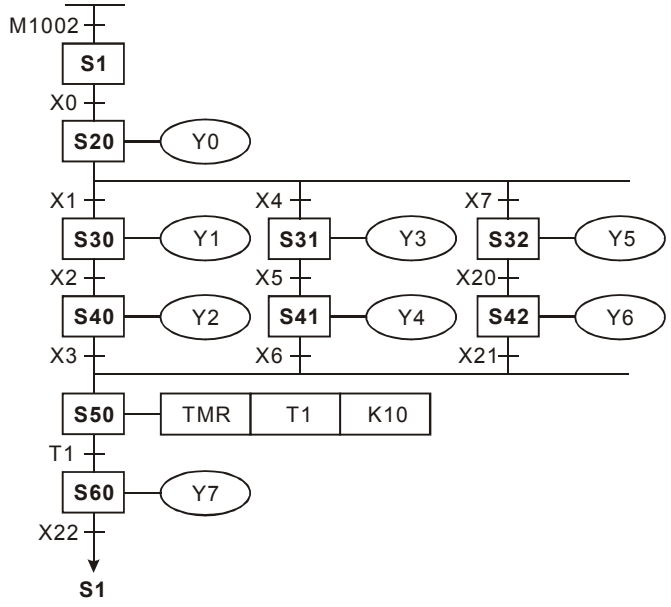 M1002
S1
X0
S20 Y0
X1 X4 X7
S30 Y1 S31 Y3 S32 Y5
X2 X5 X20
S40 Y2 S41 Y4 S42 Y6
X3 X6 X21
S50 TMR T1 K10
T1
S60 Y7
X22
S1